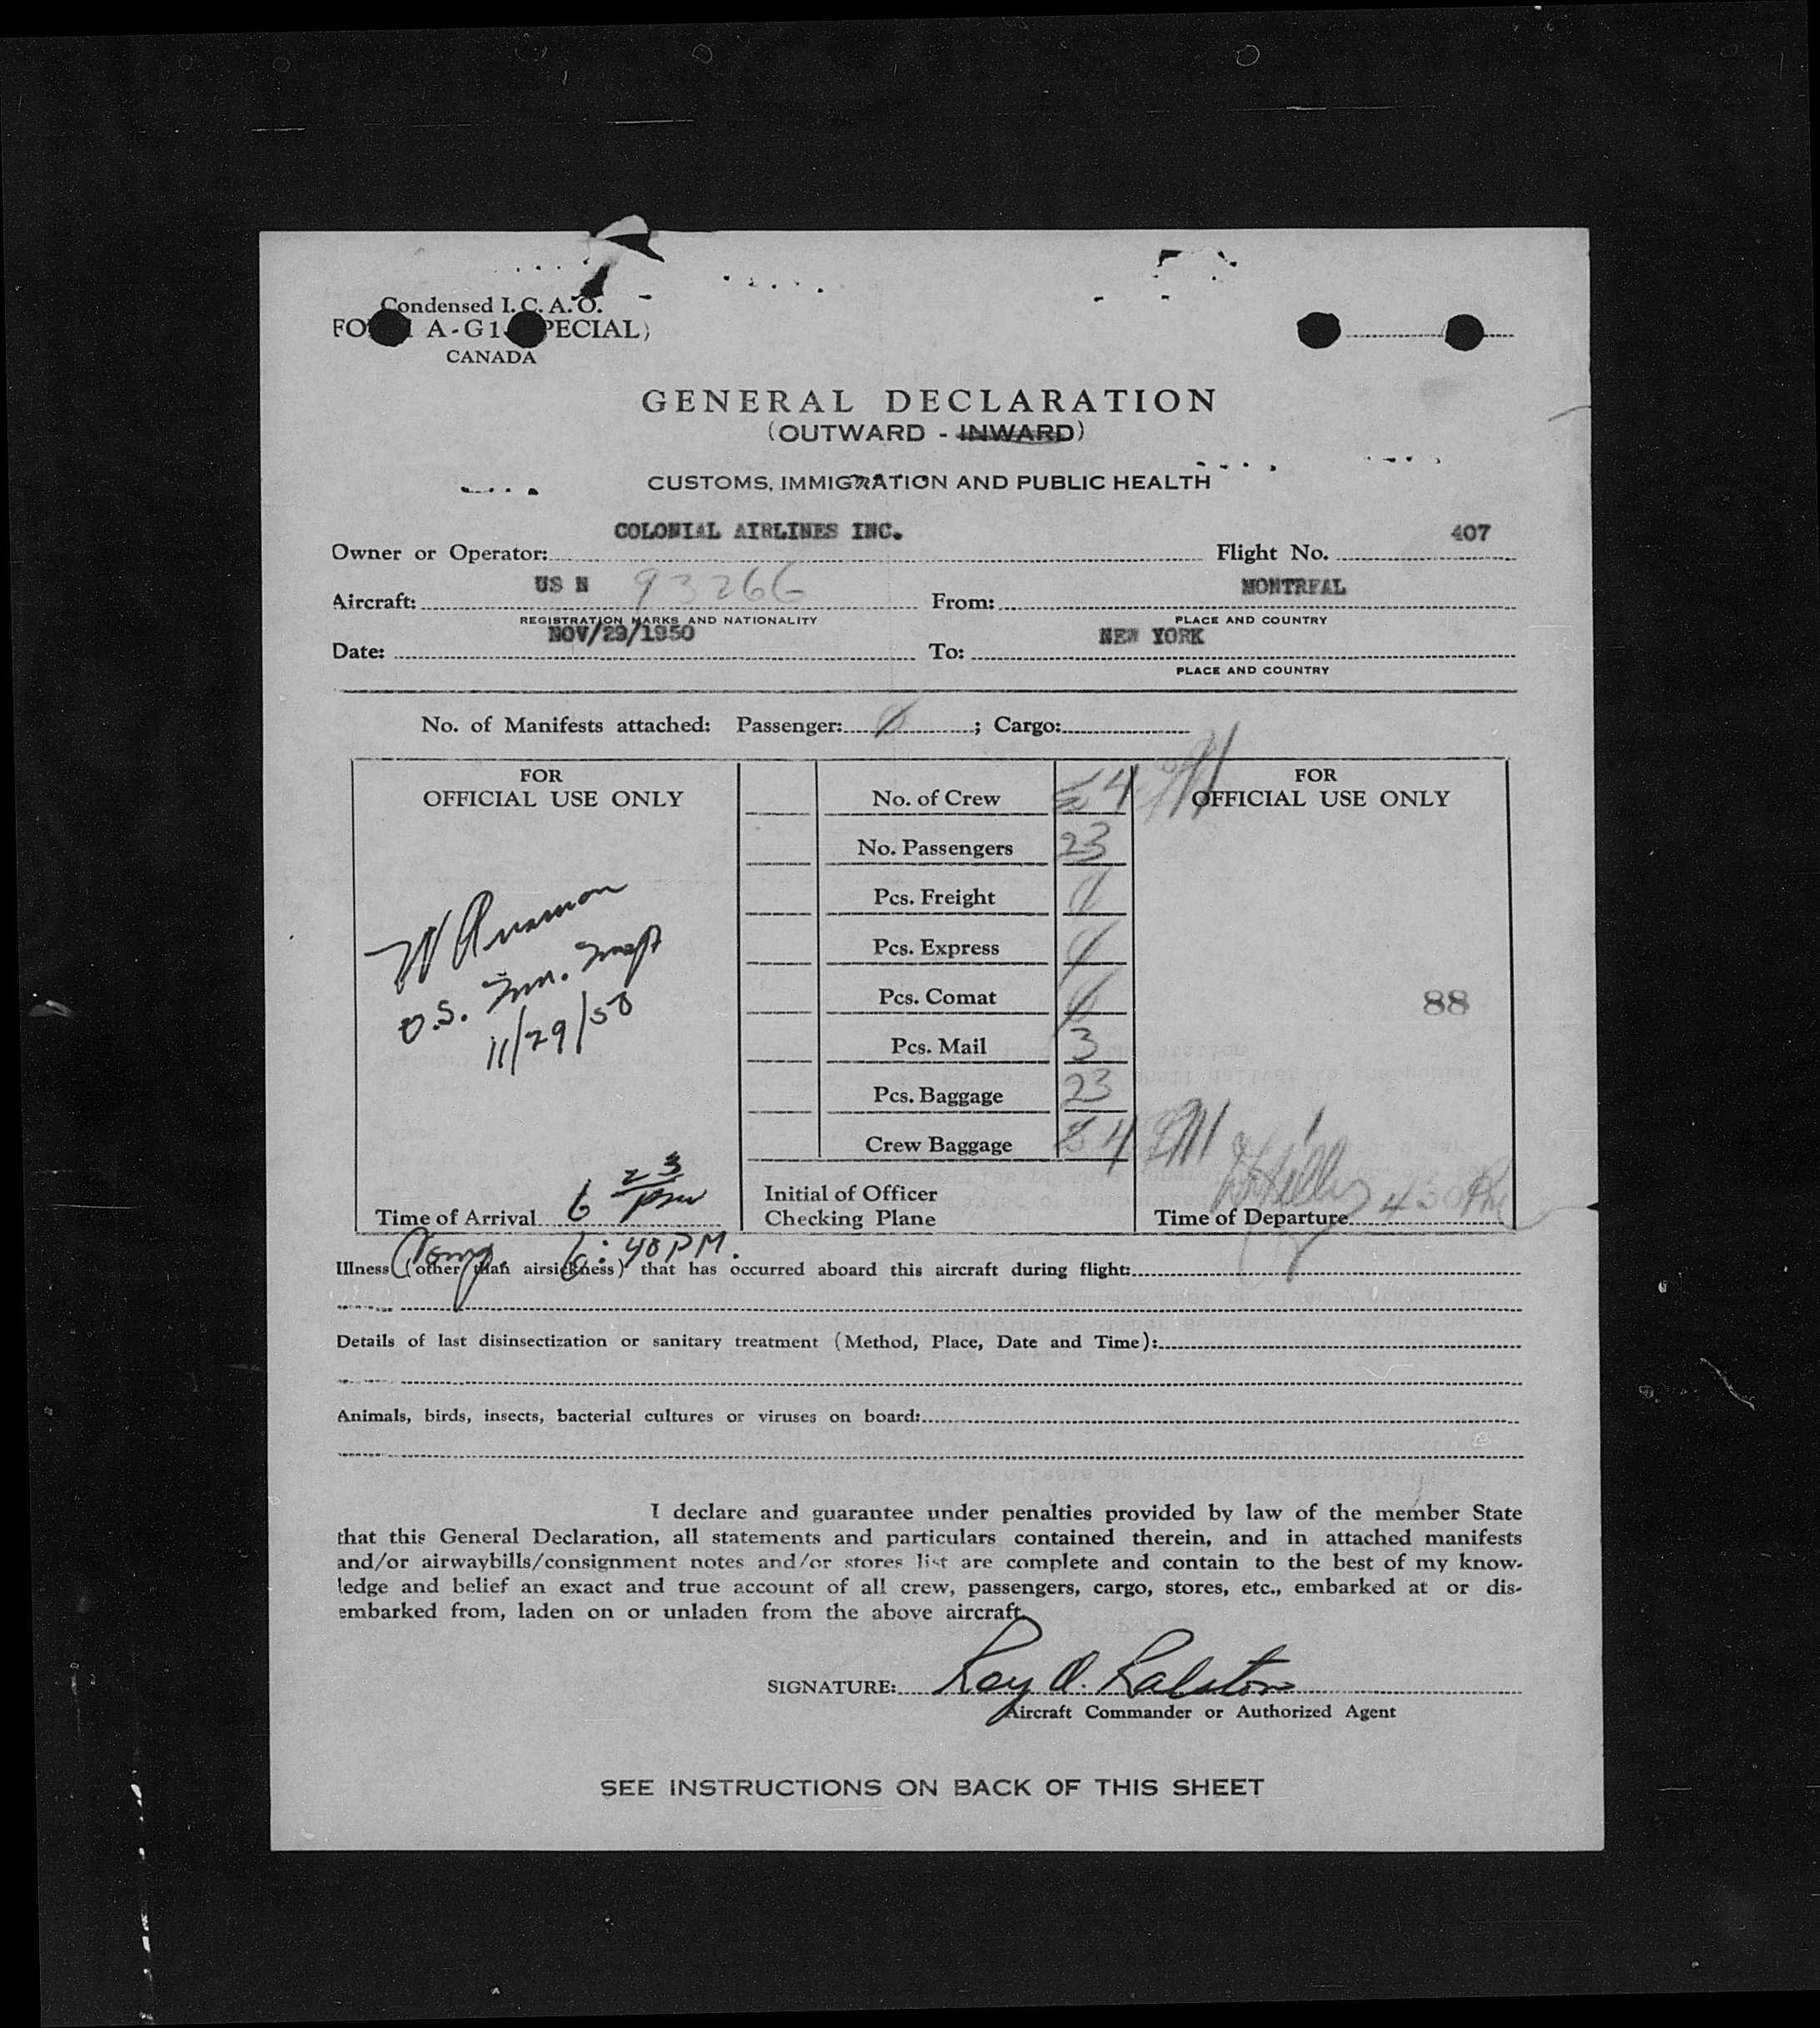 Condensed I. C. A. O.
FO A-G1 PECIAL)
CANADA
GENERAL DECLARATION
(OUTWARD - INWARD)
CUSTOMS, IMMIGRATION AND PUBLIC HEALTH
COLONIAL AIRLINES INC. 407
Owner or Operator: Flight No.
US N 93266 MONTREAL
Aircraft: From:
REGISTRATION MARKS AND NATIONALITY PLACE AND COUNTRY
NOV/29/1950 NEW YORK
Date: To:
PLACE AND COUNTRY
No. of Manifests attached: Passenger: ; Cargo:
FOR
OFFICIAL USE ONLY
U.S. Imm. Insp
11/29/50
Time of Arrival 6 23 pm
No. of Crew 4
No. Passengers 23
Pcs. Freight
Pcs. Express
Pcs. Comat
Pcs. Mail 3
Pcs. Baggage 23
Crew Baggage 4
Initial of Officer
Checking Plane
FOR
OFFICIAL USE ONLY
88
Time of Departure 430 PM
6:40 PM.
Illness (other than airsickness) that has occurred aboard this aircraft during flight:
Details of last disinsectization or sanitary treatment (Method, Place, Date and Time):
Animals, birds, insects, bacterial cultures or viruses on board:
I declare and guarantee under penalties provided by law of the member State
that this General Declaration, all statements and particulars contained therein, and in attached manifests
and/or airwaybills/consignment notes and/or stores list are complete and contain to the best of my know-
ledge and belief an exact and true account of all crew, passengers, cargo, stores, etc., embarked at or dis-
embarked from, laden on or unladen from the above aircraft.
SIGNATURE: Roy O. Ralston
Aircraft Commander or Authorized Agent
SEE INSTRUCTIONS ON BACK OF THIS SHEET